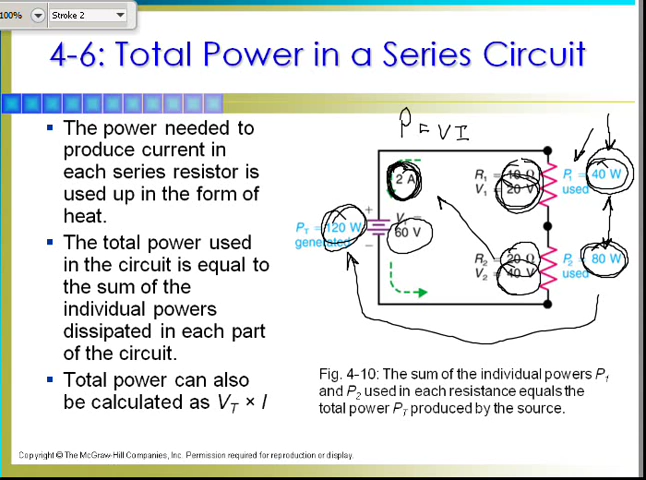 100% Stroke 2
4-6: Total Power in a Series Circuit
The power needed to
produce current in
each series resistor is
used up in the form of
heat.
The total power used
in the circuit is equal to
the sum of the
individual powers
dissipated in each part
of the circuit.
Total power can also
be calculated as V_T × I
P = VI
2 A
R₁ = 10 Ω
V₁ = 20 V
P₁ = 40 W
used
+
P_T = 120 W
generated
60 V
−
R₂ = 20 Ω
V₂ = 40 V
P₂ = 80 W
used
Fig. 4-10: The sum of the individual powers P₁
and P₂ used in each resistance equals the
total power P_T produced by the source.
Copyright © The McGraw-Hill Companies, Inc. Permission required for reproduction or display.